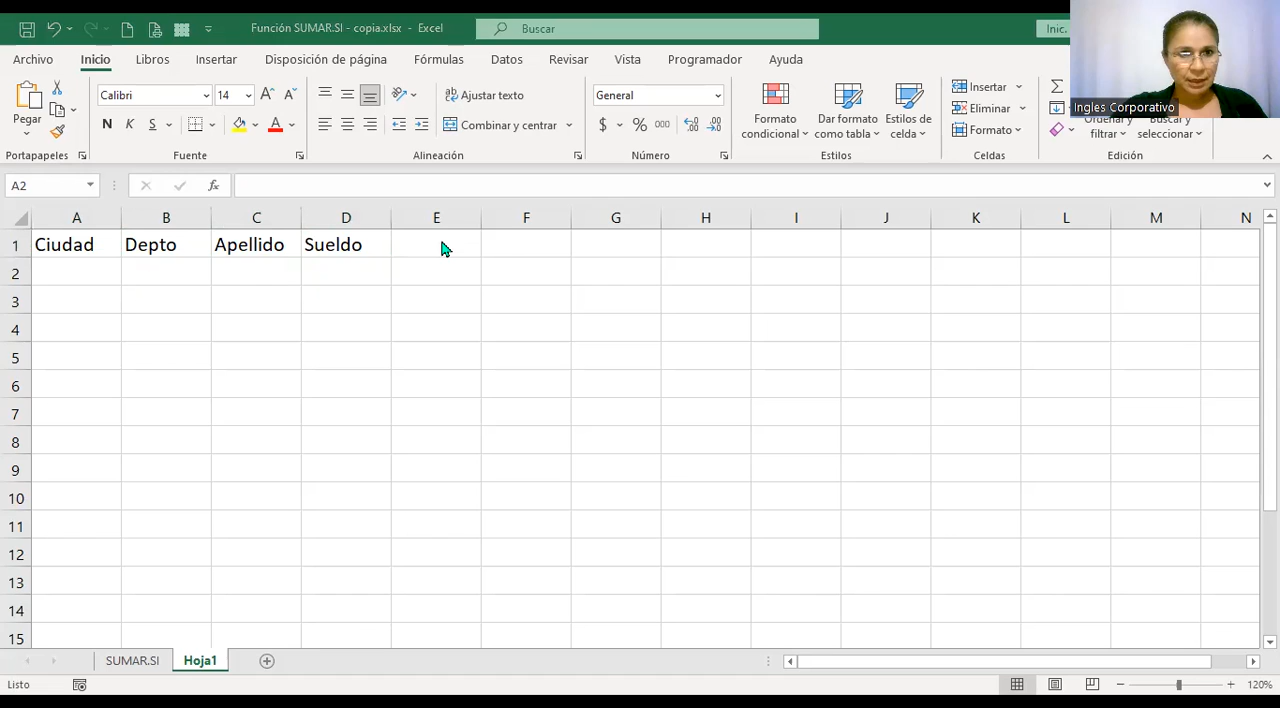 Función SUMAR.SI - copia.xlsx - Excel
Buscar
Inic.
Archivo Inicio Libros Insertar Disposición de página Fórmulas Datos Revisar Vista Programador Ayuda
Pegar
Calibri 14
N K S
Ajustar texto
Combinar y centrar
General
$ % 000
Formato condicional
Dar formato como tabla
Estilos de celda
Insertar
Eliminar
Formato
Ordenar y filtrar
Buscar y seleccionar
Portapapeles Fuente Alineación Número Estilos Celdas Edición
Ingles Corporativo
A2
fx
A B C D E F G H I J K L M N
1 Ciudad Depto Apellido Sueldo
2
3
4
5
6
7
8
9
10
11
12
13
14
15
SUMAR.SI Hoja1
Listo
120%